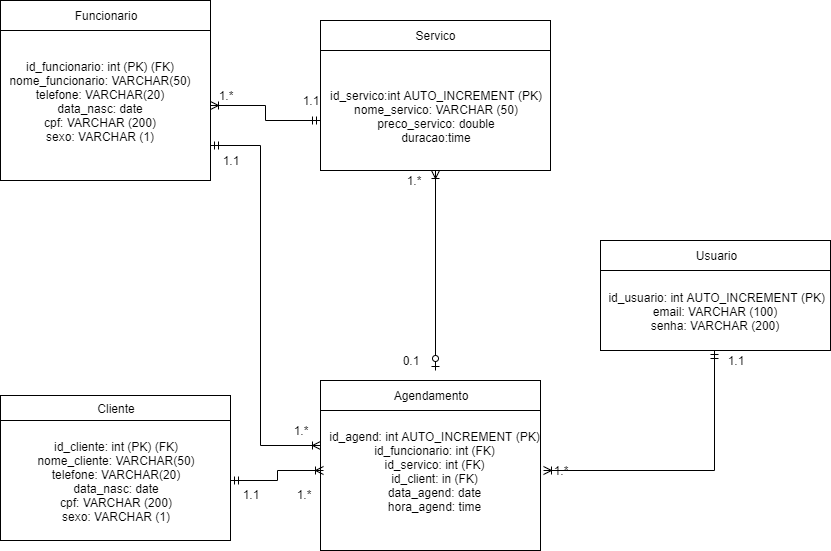 Funcionario
id_funcionario: int (PK) (FK)
nome_funcionario: VARCHAR(50)
telefone: VARCHAR(20)
data_nasc: date
cpf: VARCHAR (200)
sexo: VARCHAR (1)
Servico
id_servico:int AUTO_INCREMENT (PK)
nome_servico: VARCHAR (50)
preco_servico: double
duracao:time
1.*
1.1
1.1
1.*
Usuario
id_usuario: int AUTO_INCREMENT (PK)
email: VARCHAR (100)
senha: VARCHAR (200)
0.1
1.1
Cliente
id_cliente: int (PK) (FK)
nome_cliente: VARCHAR(50)
telefone: VARCHAR(20)
data_nasc: date
cpf: VARCHAR (200)
sexo: VARCHAR (1)
1.*
1.1
1.*
Agendamento
id_agend: int AUTO_INCREMENT (PK)
id_funcionario: int (FK)
id_servico: int (FK)
id_client: in (FK)
data_agend: date
hora_agend: time
1.*